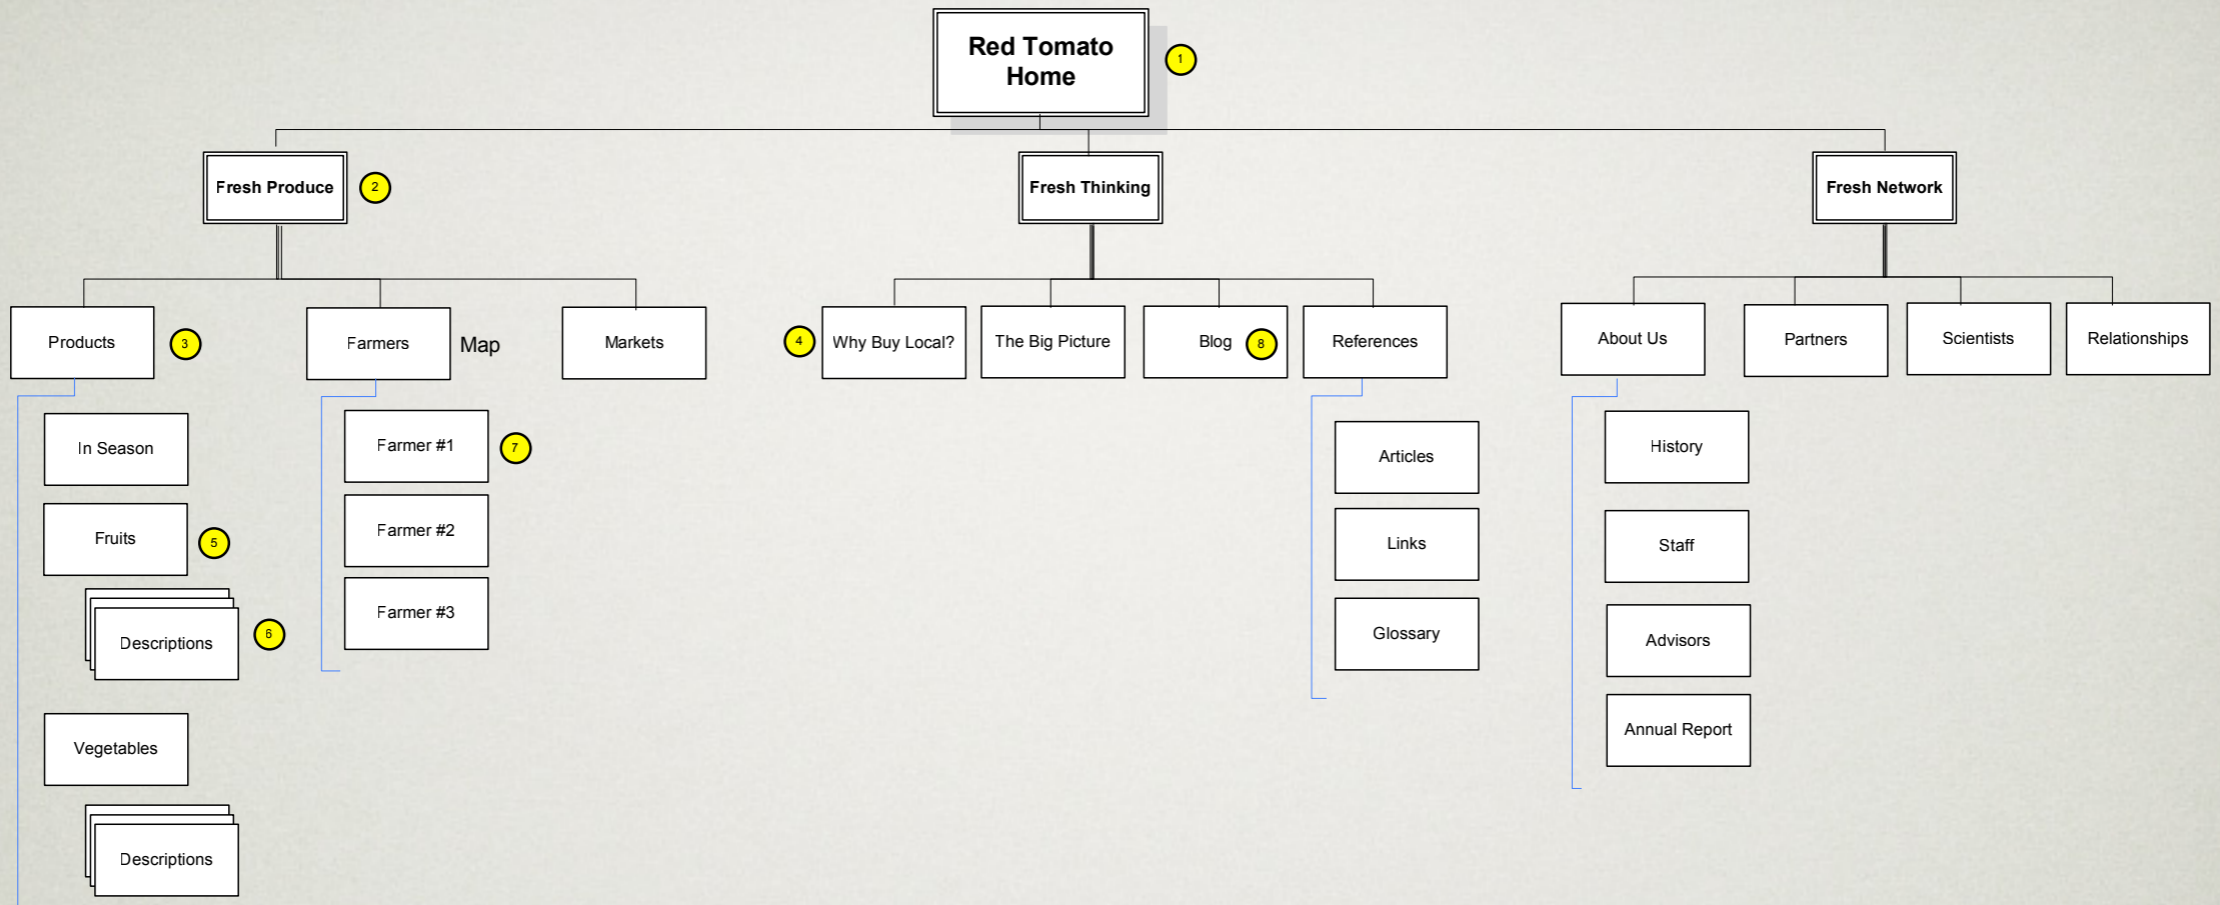 Red Tomato
Home
1
Fresh Produce
2
Fresh Thinking
Fresh Network
Products
3
Farmers
Map
Markets
4
Why Buy Local?
The Big Picture
Blog
8
References
About Us
Partners
Scientists
Relationships
In Season
Fruits
5
Descriptions
6
Vegetables
Descriptions
Farmer #1
7
Farmer #2
Farmer #3
Articles
Links
Glossary
History
Staff
Advisors
Annual Report